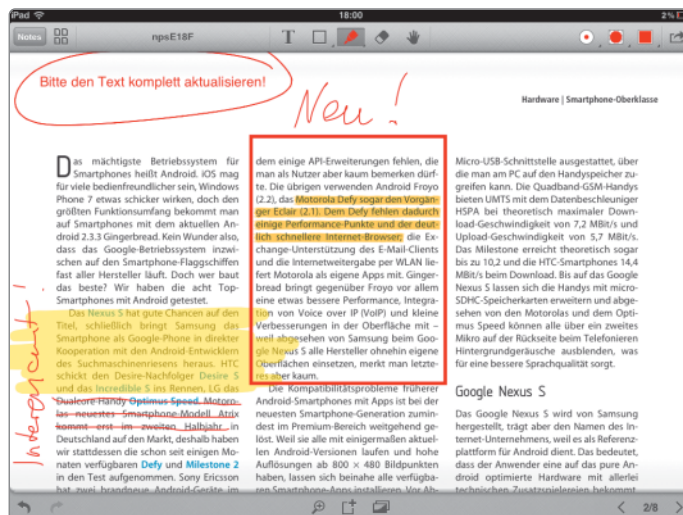 iPad
18:00
2%
Notes
npsE18F
T
Bitte den Text komplett aktualisieren!
Neu!
Hardware | Smartphone-Oberklasse
Interessant!
Das mächtigste Betriebssystem für
Smartphones heißt Android. iOS mag
für viele bedienfreundlicher sein, Windows
Phone 7 etwas schicker wirken, doch den
größten Funktionsumfang bekommt man
auf Smartphones mit dem aktuellen An-
droid 2.3.3 Gingerbread. Kein Wunder also,
dass das Google-Betriebssystem inzwi-
schen auf den Smartphone-Flaggschiffen
fast aller Hersteller läuft. Doch wer baut
das beste? Wir haben die acht Top-
Smartphones mit Android getestet.
Das Nexus S hat gute Chancen auf den
Titel, schließlich bringt Samsung das
Smartphone als Google-Phone in direkter
Kooperation mit den Android-Entwicklern
des Suchmaschinenriesens heraus. HTC
schickt den Desire-Nachfolger Desire S
und das Incredible S ins Rennen, LG das
Dualcore-Handy Optimus Speed. Motoro-
las neuestes Smartphone-Modell Atrix
kommt erst im zweiten Halbjahr in
Deutschland auf den Markt, deshalb haben
wir stattdessen die schon seit einigen Mo-
naten verfügbaren Defy und Milestone 2
in den Test aufgenommen. Sony Ericsson
hat zwei brandneue Android-Geräte im
dem einige API-Erweiterungen fehlen, die
man als Nutzer aber kaum bemerken dürf-
te. Die übrigen verwenden Android Froyo
(2.2), das Motorola Defy sogar den Vorgän-
ger Eclair (2.1). Dem Defy fehlen dadurch
einige Performance-Punkte und der deut-
lich schnellere Internet-Browser, die Ex-
change-Unterstützung des E-Mail-Clients
und die Internetweitergabe per WLAN lie-
fert Motorola als eigene Apps mit. Ginger-
bread bringt gegenüber Froyo vor allem
eine etwas bessere Performance, Integra-
tion von Voice over IP (VoIP) und kleine
Verbesserungen in der Oberfläche mit –
weil abgesehen von Samsung beim Goo-
gle Nexus S alle Hersteller ohnehin eigene
Oberflächen einsetzen, merkt man letzte-
res aber kaum.
Die Kompatibilitätsprobleme früherer
Android-Smartphones mit Apps ist bei der
neuesten Smartphone-Generation zumin-
dest im Premium-Bereich weitgehend ge-
löst. Weil sie alle mit einigermaßen aktuel-
len Android-Versionen laufen und hohe
Auflösungen ab 800 × 480 Bildpunkten
haben, lassen sich beinahe alle verfügba-
ren Smartphone-Apps installieren. Vor Ab-
Micro-USB-Schnittstelle ausgestattet, über
die man am PC auf den Handyspeicher zu-
greifen kann. Die Quadband-GSM-Handys
bieten UMTS mit dem Datenbeschleuniger
HSPA bei theoretisch maximaler Down-
load-Geschwindigkeit von 7,2 MBit/s und
Upload-Geschwindigkeit von 5,7 MBit/s.
Das Milestone erreicht theoretisch sogar
bis zu 10,2 und die HTC-Smartphones 14,4
MBit/s beim Download. Bis auf das Google
Nexus S lassen sich die Handys mit micro-
SDHC-Speicherkarten erweitern und abge-
sehen von den Motorolas und dem Opti-
mus Speed können alle über ein zweites
Mikro auf der Rückseite beim Telefonieren
Hintergrundgeräusche ausblenden, was
für eine bessere Sprachqualität sorgt.
Google Nexus S
Das Google Nexus S wird von Samsung
hergestellt, trägt aber den Namen des In-
ternet-Unternehmens, weil es als Referenz-
plattform für Android dient. Das bedeutet,
dass der Anwender eine auf das pure An-
droid optimierte Hardware mit allerlei
technischen Zusatzspielereien bekommt
2/8